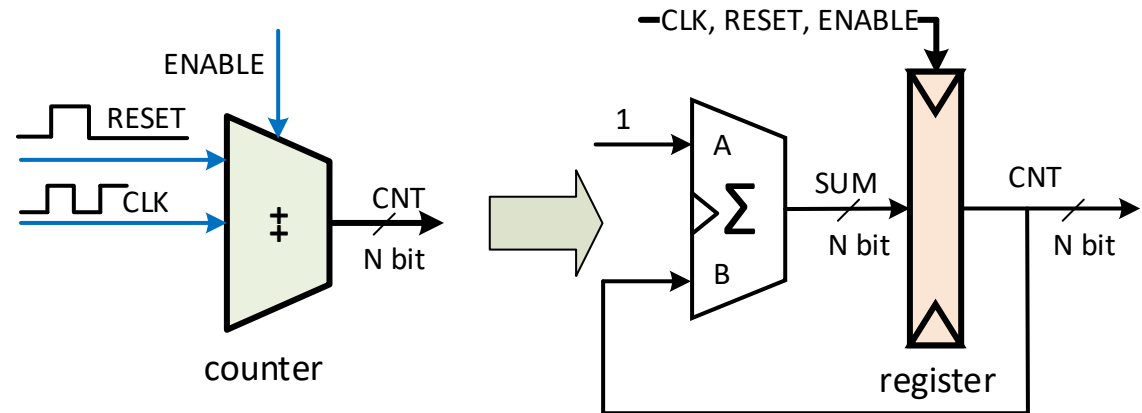 ENABLE
RESET
CLK
++
CNT
N bit
counter
CLK, RESET, ENABLE
1
A
Σ
B
SUM
N bit
CNT
N bit
register